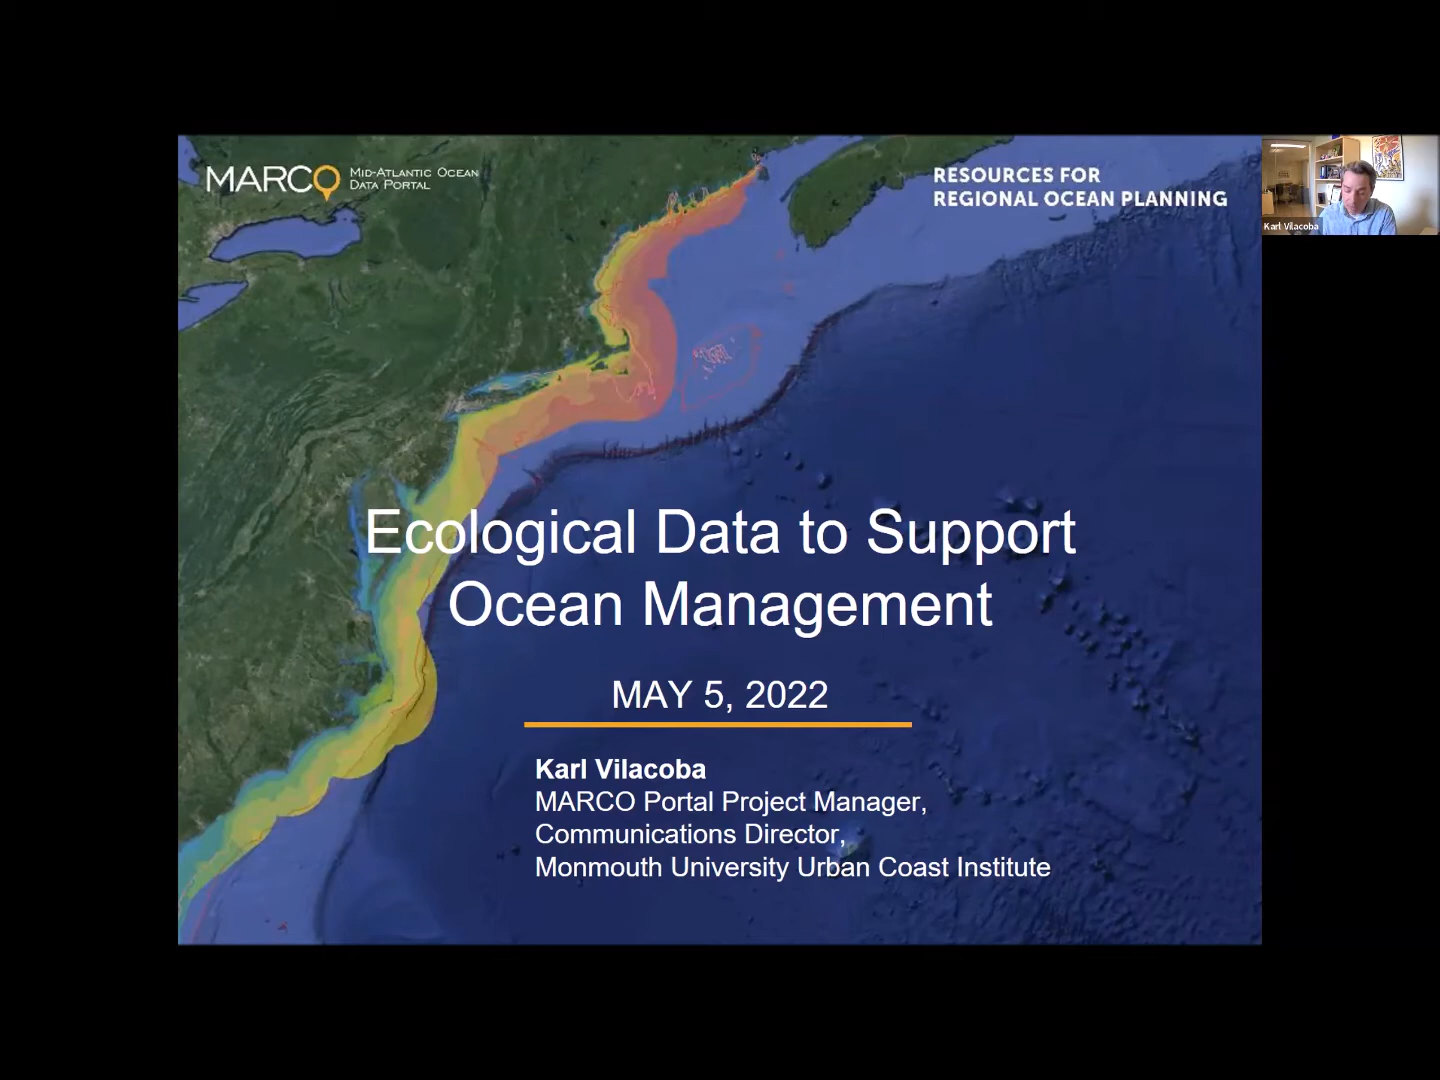 MARCO MID-ATLANTIC OCEAN
DATA PORTAL
RESOURCES FOR
REGIONAL OCEAN PLANNING
Karl Vilacoba
Ecological Data to Support
Ocean Management
MAY 5, 2022
Karl Vilacoba
MARCO Portal Project Manager,
Communications Director,
Monmouth University Urban Coast Institute